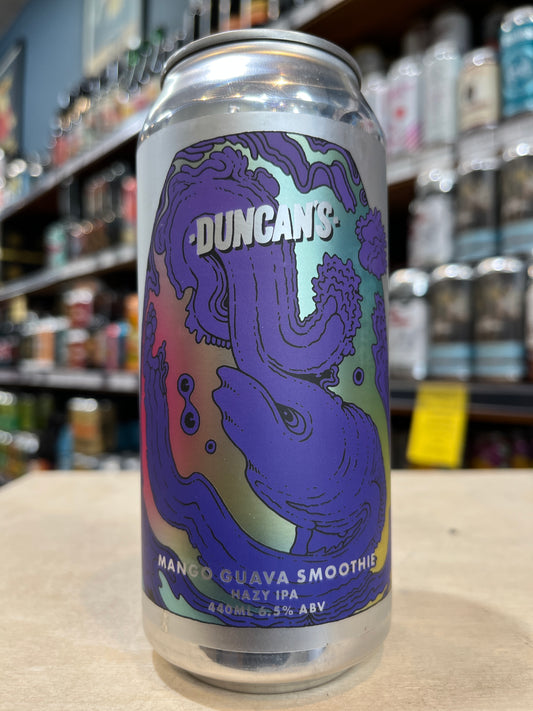 ·DUNCAN'S·
MANGO GUAVA SMOOTHIE
HAZY IPA
440ML 6.5% ABV